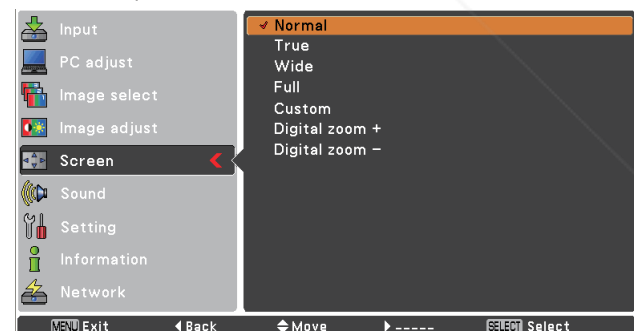 Input
PC adjust
Image select
Image adjust
Screen
Sound
Setting
Information
Network
Normal
True
Wide
Full
Custom
Digital zoom +
Digital zoom –
MENU Exit ◀Back Move ▶----- SELECT Select